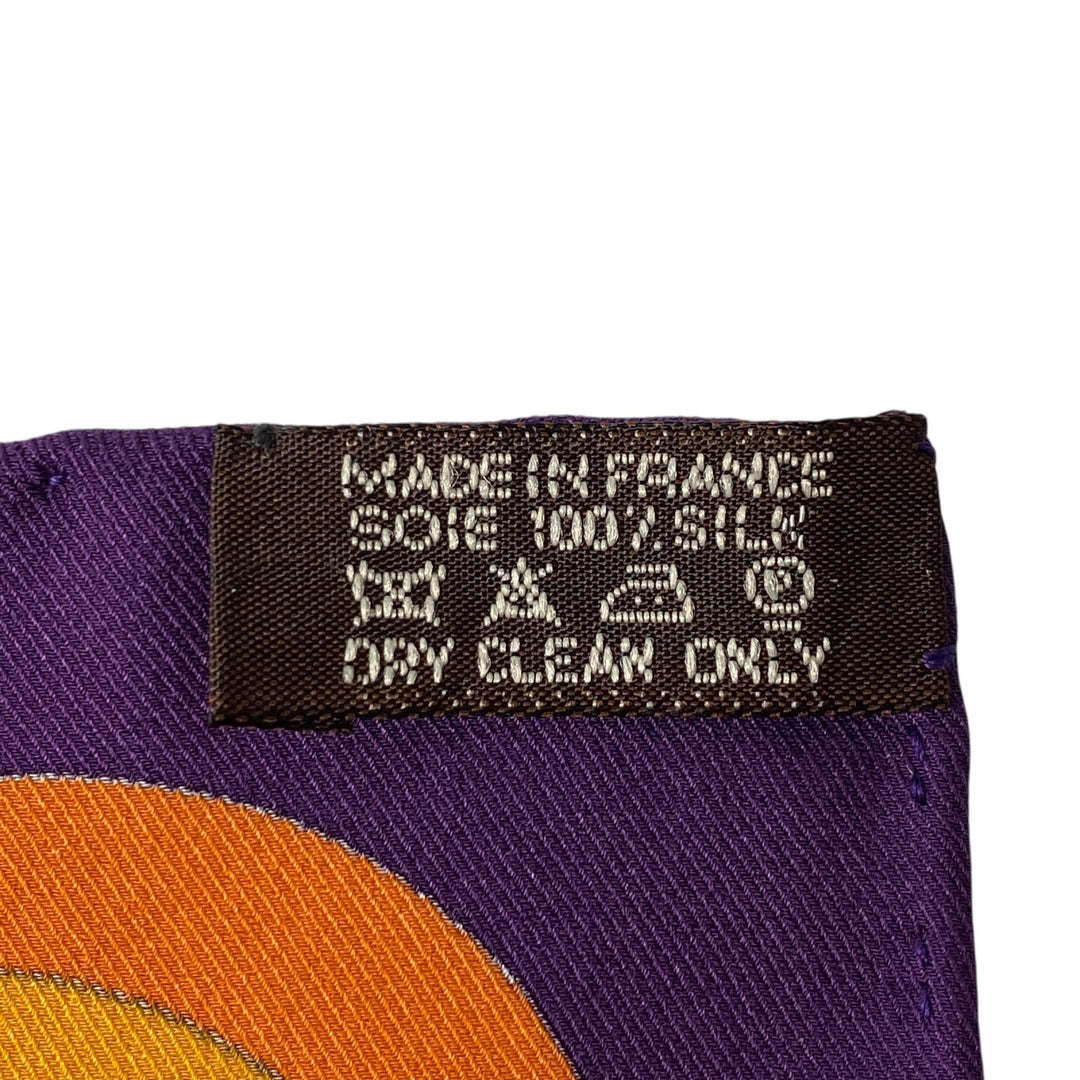 MADE IN FRANCE
SOIE 100% SILK
P
DRY CLEAN ONLY